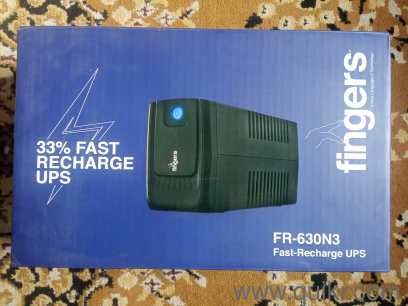 33% FAST
RECHARGE
UPS
fingers
fingers
FR-630N3
Fast-Recharge UPS
www.quikr.com